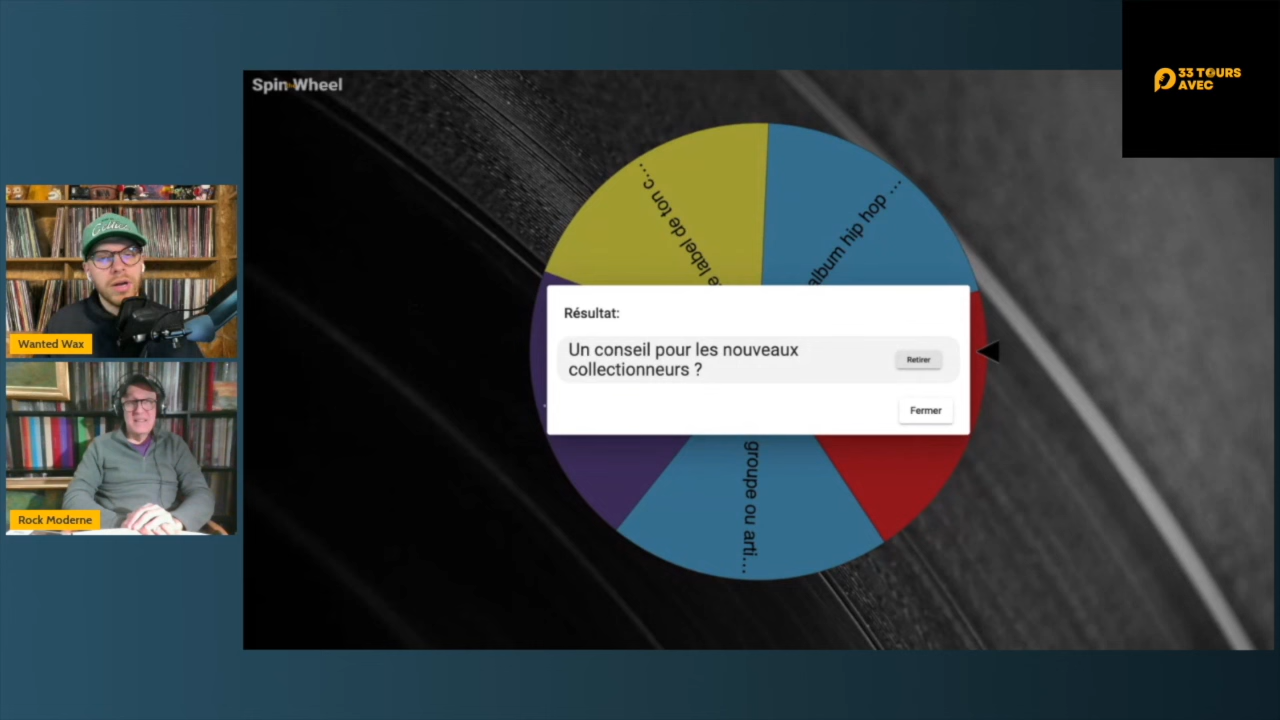 33 TOURS
AVEC
Spin The Wheel
label de ton c...
album hip hop ...
Résultat:
Un conseil pour les nouveaux
collectionneurs ?
Retirer
Fermer
groupe ou arti...
Wanted Wax
Rock Moderne